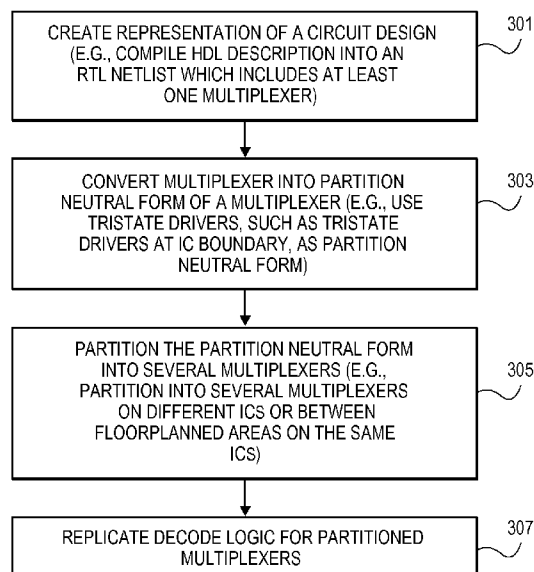 CREATE REPRESENTATION OF A CIRCUIT DESIGN
(E.G., COMPILE HDL DESCRIPTION INTO AN
RTL NETLIST WHICH INCLUDES AT LEAST
ONE MULTIPLEXER)
301
CONVERT MULTIPLEXER INTO PARTITION
NEUTRAL FORM OF A MULTIPLEXER (E.G., USE
TRISTATE DRIVERS, SUCH AS TRISTATE
DRIVERS AT IC BOUNDARY, AS PARTITION
NEUTRAL FORM)
303
PARTITION THE PARTITION NEUTRAL FORM
INTO SEVERAL MULTIPLEXERS (E.G.,
PARTITION INTO SEVERAL MULTIPLEXERS
ON DIFFERENT ICs OR BETWEEN
FLOORPLANNED AREAS ON THE SAME
ICs)
305
REPLICATE DECODE LOGIC FOR PARTITIONED
MULTIPLEXERS
307